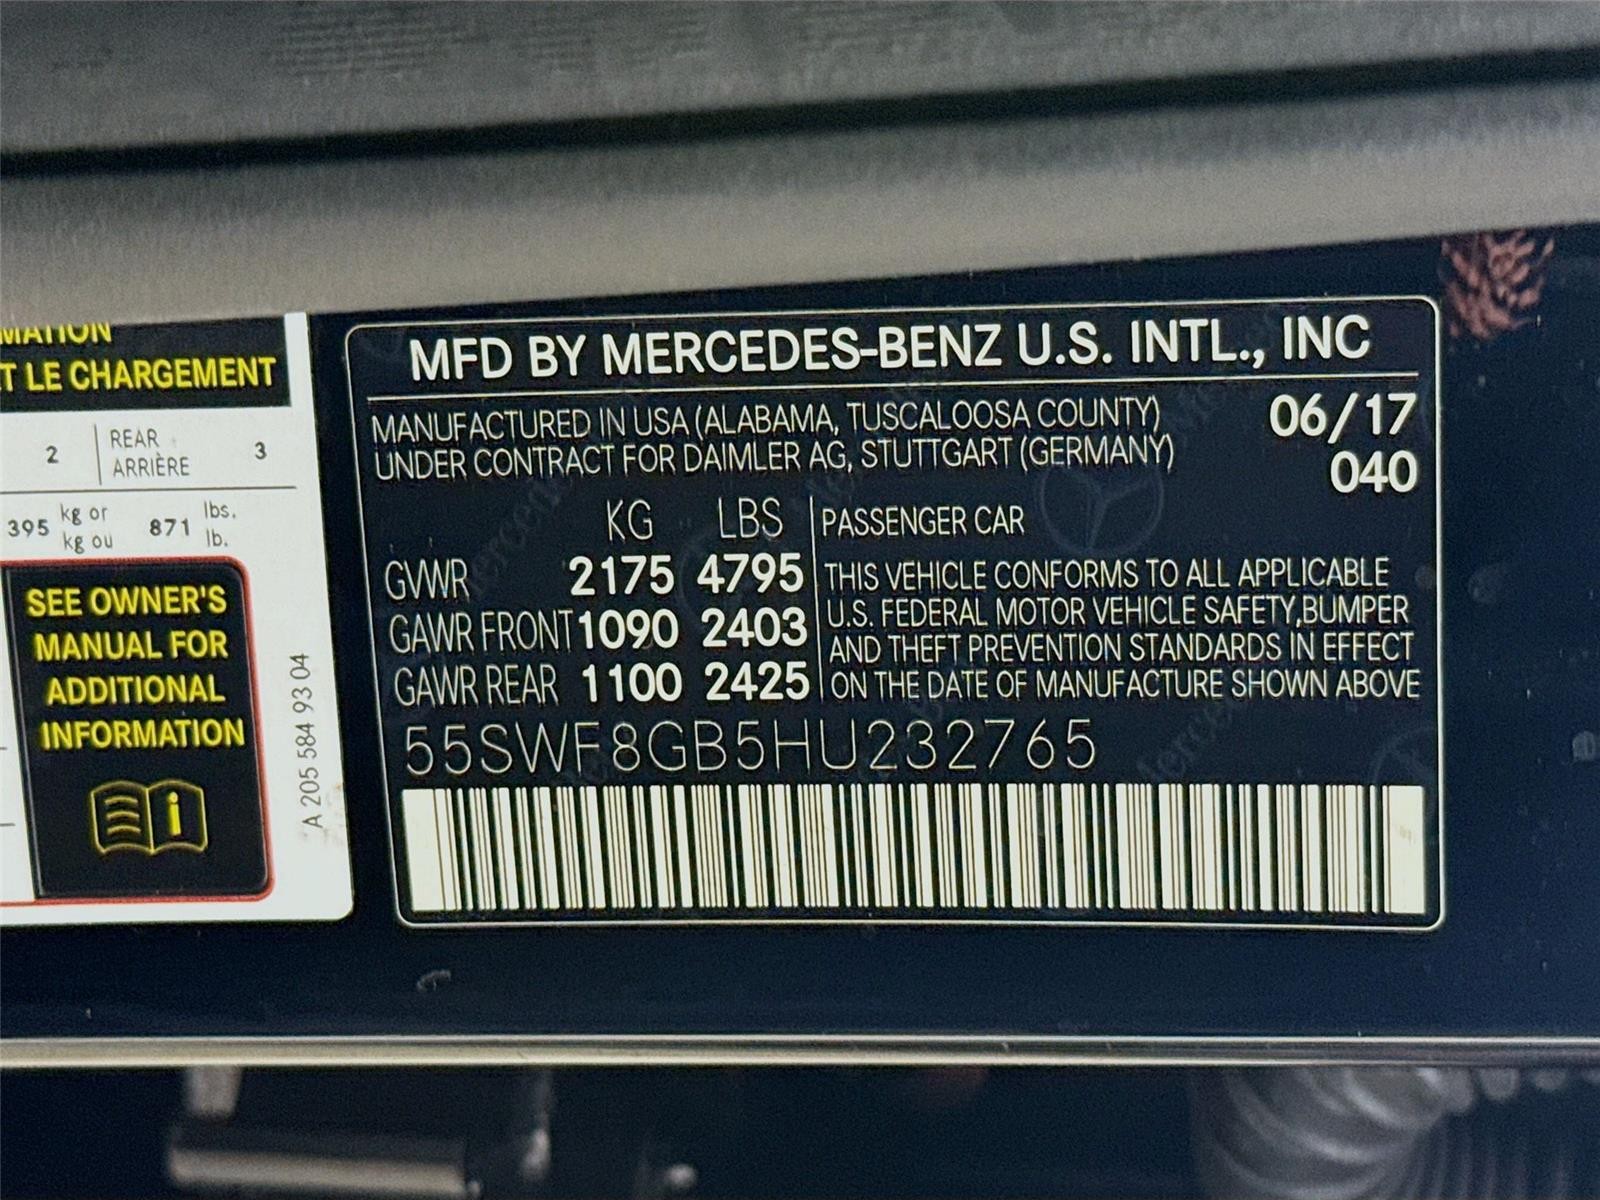 MATION
T LE CHARGEMENT
2 REAR 3
ARRIÈRE
395 kg or 871 lbs.
kg ou lb.
SEE OWNER'S
MANUAL FOR
ADDITIONAL
INFORMATION
i
A 205 584 93 04
MFD BY MERCEDES-BENZ U.S. INTL., INC
MANUFACTURED IN USA (ALABAMA, TUSCALOOSA COUNTY) 06/17
UNDER CONTRACT FOR DAIMLER AG, STUTTGART (GERMANY) 040
KG LBS PASSENGER CAR
GVWR 2175 4795 THIS VEHICLE CONFORMS TO ALL APPLICABLE
U.S. FEDERAL MOTOR VEHICLE SAFETY,BUMPER
GAWR FRONT 1090 2403 AND THEFT PREVENTION STANDARDS IN EFFECT
GAWR REAR 1100 2425 ON THE DATE OF MANUFACTURE SHOWN ABOVE
55SWF8GB5HU232765